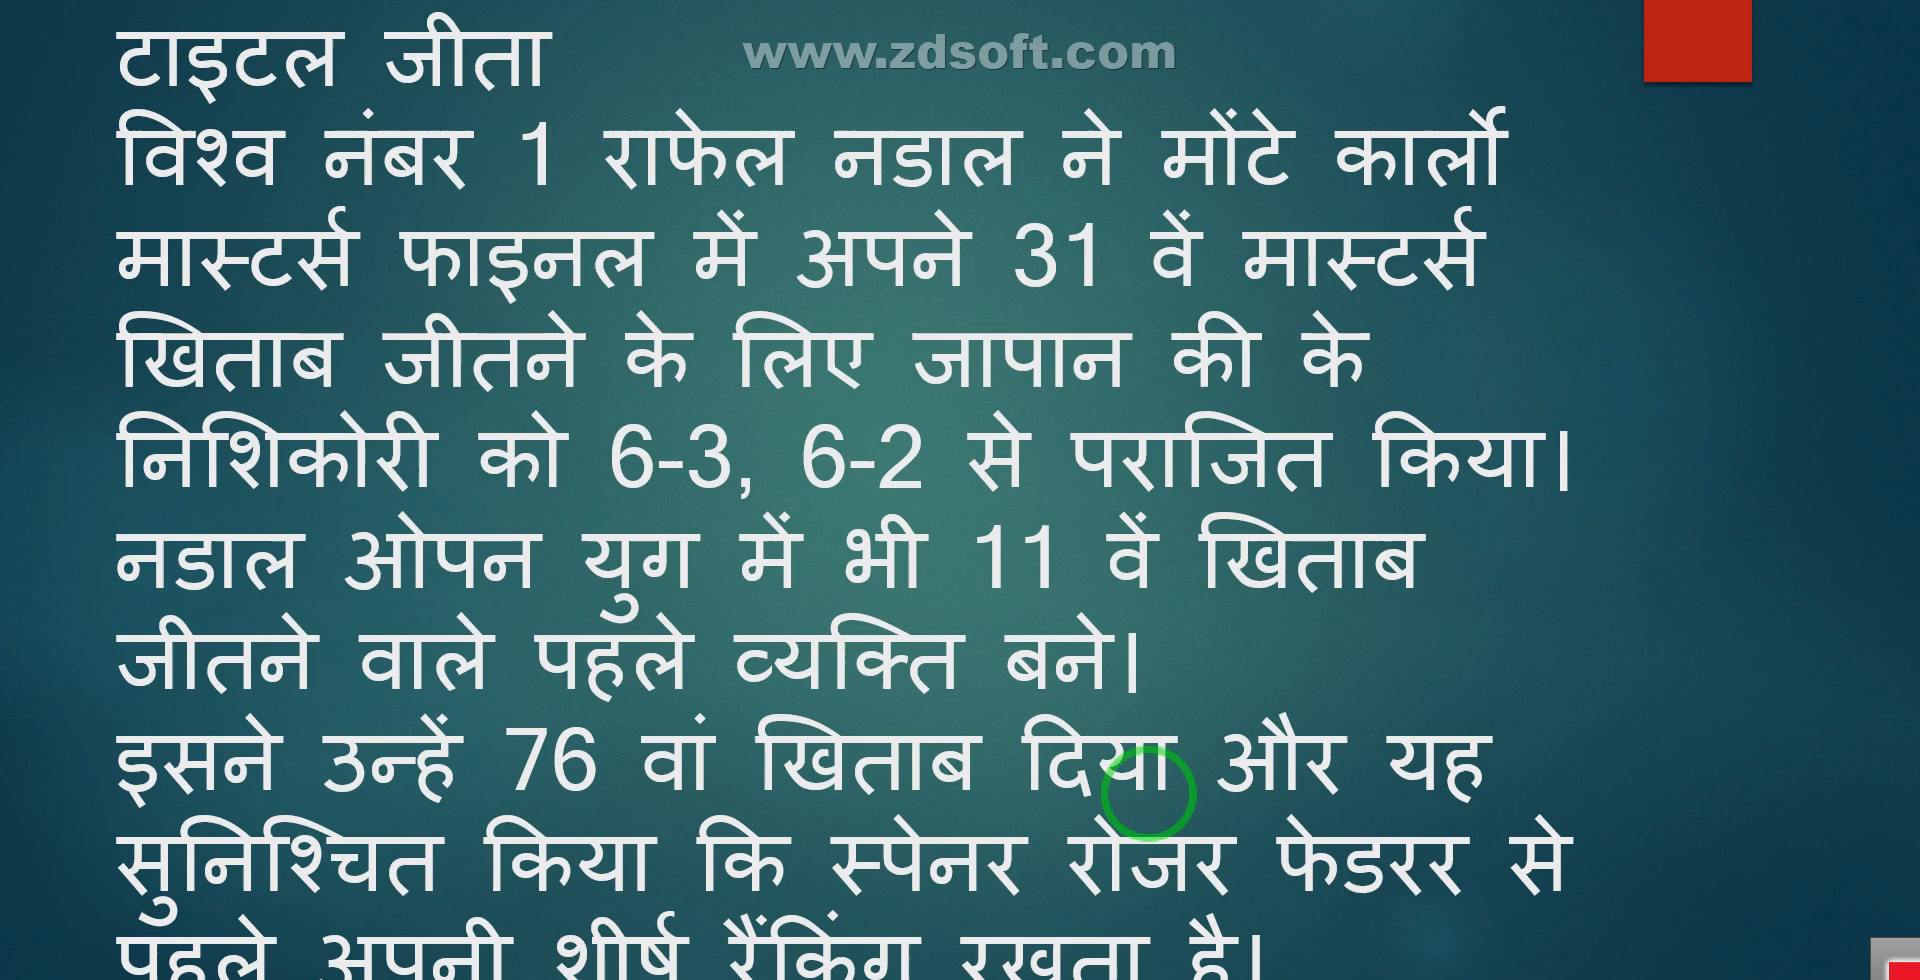 www.zdsoft.com
टाइटल जीता
विश्व नंबर 1 राफेल नडाल ने मोंटे कार्लो
मास्टर्स फाइनल में अपने 31 वें मास्टर्स
खिताब जीतने के लिए जापान की के
निशिकोरी को 6-3, 6-2 से पराजित किया।
नडाल ओपन युग में भी 11 वें खिताब
जीतने वाले पहले व्यक्ति बने।
इसने उन्हें 76 वां खिताब दिया और यह
सुनिश्चित किया कि स्पेनर रोजर फेडरर से
पहले अपनी शीर्ष रैंकिंग रखता है।